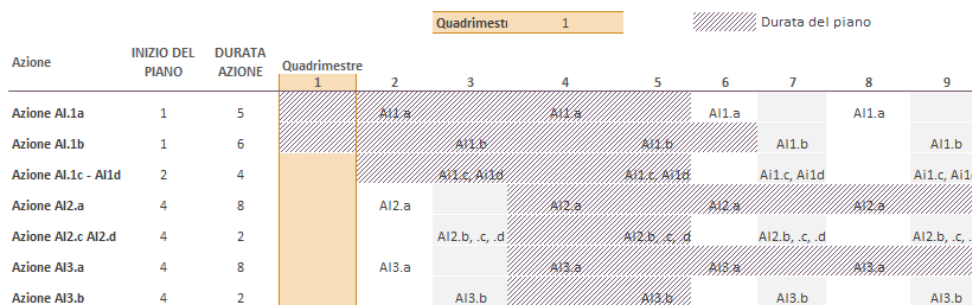 Quadrimestr 1 Durata del piano
Azione INIZIO DEL PIANO DURATA AZIONE Quadrimestre
1 2 3 4 5 6 7 8 9
Azione AI.1a 1 5 AI1.a AI1.a AI1.a AI1.a
Azione AI.1b 1 6 AI1.b AI1.b AI1.b AI1.b
Azione AI.1c - AI1d 2 4 Ai1.c, Ai1d Ai1.c, Ai1d Ai1.c, Ai1d Ai1.c, Ai1
Azione AI2.a 4 8 AI2.a AI2.a AI2.a AI2.a
Azione AI2.c AI2.d 4 2 AI2.b, .c, .d AI2.b, .c, .d AI2.b, .c, .d AI2.b, .c, .
Azione AI3.a 4 8 AI3.a AI3.a AI3.a AI3.a
Azione AI3.b 4 2 AI3.b AI3.b AI3.b AI3.b